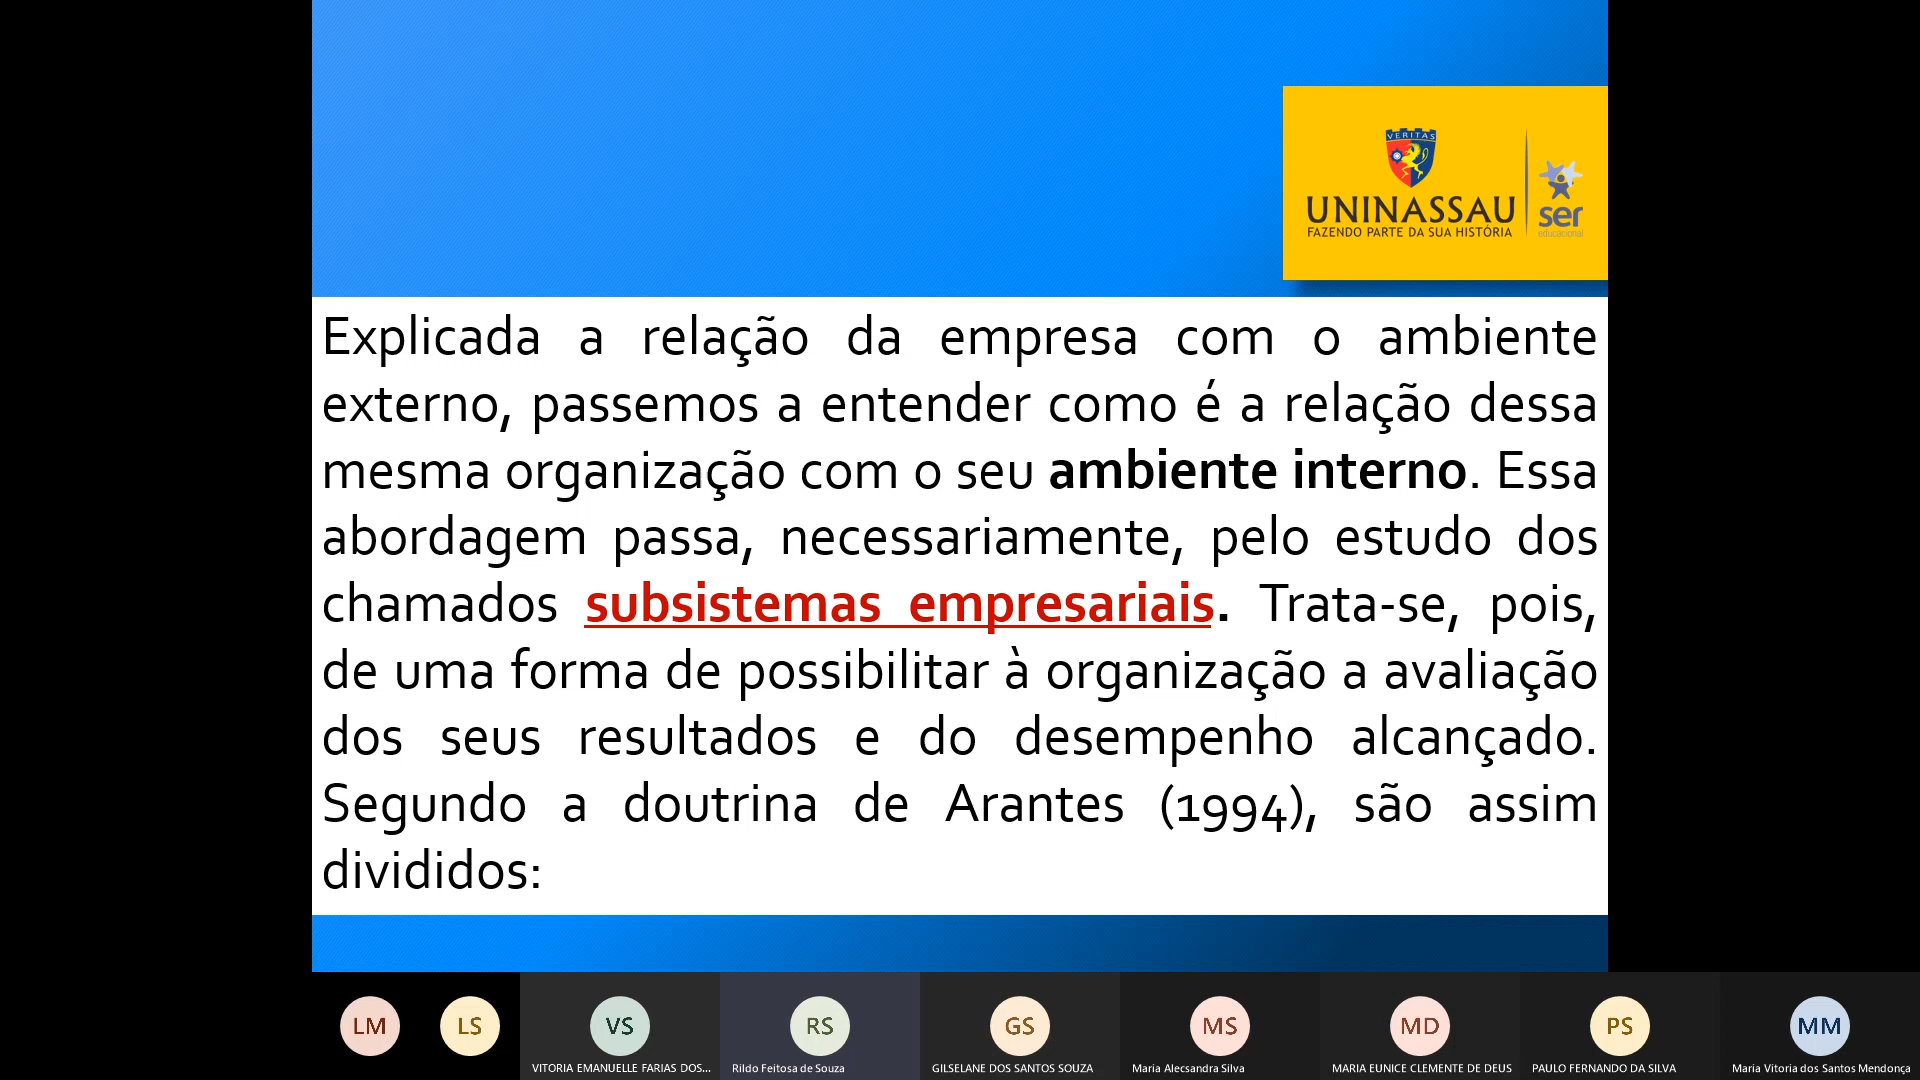 VERITAS
UNINASSAU
FAZENDO PARTE DA SUA HISTÓRIA
ser
educacional
Explicada a relação da empresa com o ambiente
externo, passemos a entender como é a relação dessa
mesma organização com o seu ambiente interno. Essa
abordagem passa, necessariamente, pelo estudo dos
chamados subsistemas empresariais. Trata-se, pois,
de uma forma de possibilitar à organização a avaliação
dos seus resultados e do desempenho alcançado.
Segundo a doutrina de Arantes (1994), são assim
divididos:
LM
LS
VS
RS
GS
MS
MD
PS
MM
VITORIA EMANUELLE FARIAS DOS...
Rildo Feitosa de Souza
GILSELANE DOS SANTOS SOUZA
Maria Alecsandra Silva
MARIA EUNICE CLEMENTE DE DEUS
PAULO FERNANDO DA SILVA
Maria Vitoria dos Santos Mendonça